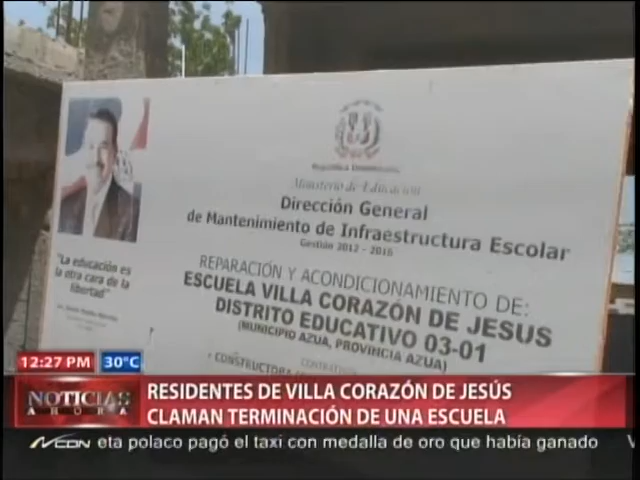 República Dominicana
Ministerio de Educación
Dirección General
de Mantenimiento de Infraestructura Escolar
Gestión 2012 - 2016
"La educación es
la otra cara de la
libertad"
REPARACIÓN Y ACONDICIONAMIENTO DE:
ESCUELA VILLA CORAZÓN DE JESUS
DISTRITO EDUCATIVO 03-01
(MUNICIPIO AZUA, PROVINCIA AZUA)
CONSTRUCTORA
12:27 PM 30°C
NOTICIAS
AHORA
RESIDENTES DE VILLA CORAZÓN DE JESÚS
CLAMAN TERMINACIÓN DE UNA ESCUELA
NCDN eta polaco pagó el taxi con medalla de oro que había ganado